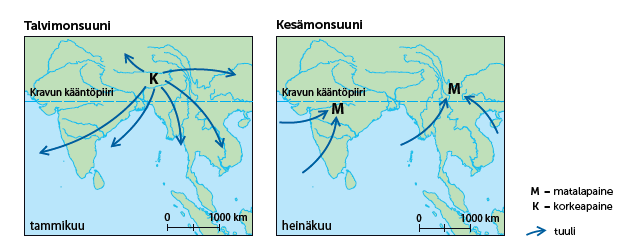 Talvimonsuuni
K
Kravun kääntöpiiri
tammikuu
0 1000 km
Kesämonsuuni
M
Kravun kääntöpiiri
M
heinäkuu
0 1000 km
M – matalapaine
K – korkeapaine
tuuli